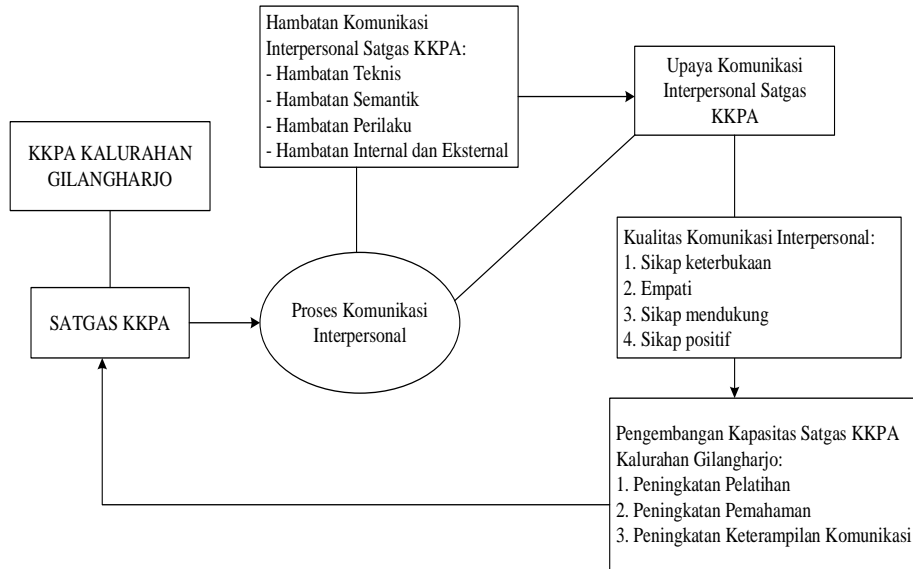 Hambatan Komunikasi
Interpersonal Satgas KKPA:
- Hambatan Teknis
- Hambatan Semantik
- Hambatan Perilaku
- Hambatan Internal dan Eksternal
Upaya Komunikasi
Interpersonal Satgas
KKPA
KKPA KALURAHAN
GILANGHARJO
SATGAS KKPA
Proses Komunikasi
Interpersonal
Kualitas Komunikasi Interpersonal:
1. Sikap keterbukaan
2. Empati
3. Sikap mendukung
4. Sikap positif
Pengembangan Kapasitas Satgas KKPA
Kalurahan Gilangharjo:
1. Peningkatan Pelatihan
2. Peningkatan Pemahaman
3. Peningkatan Keterampilan Komunikasi